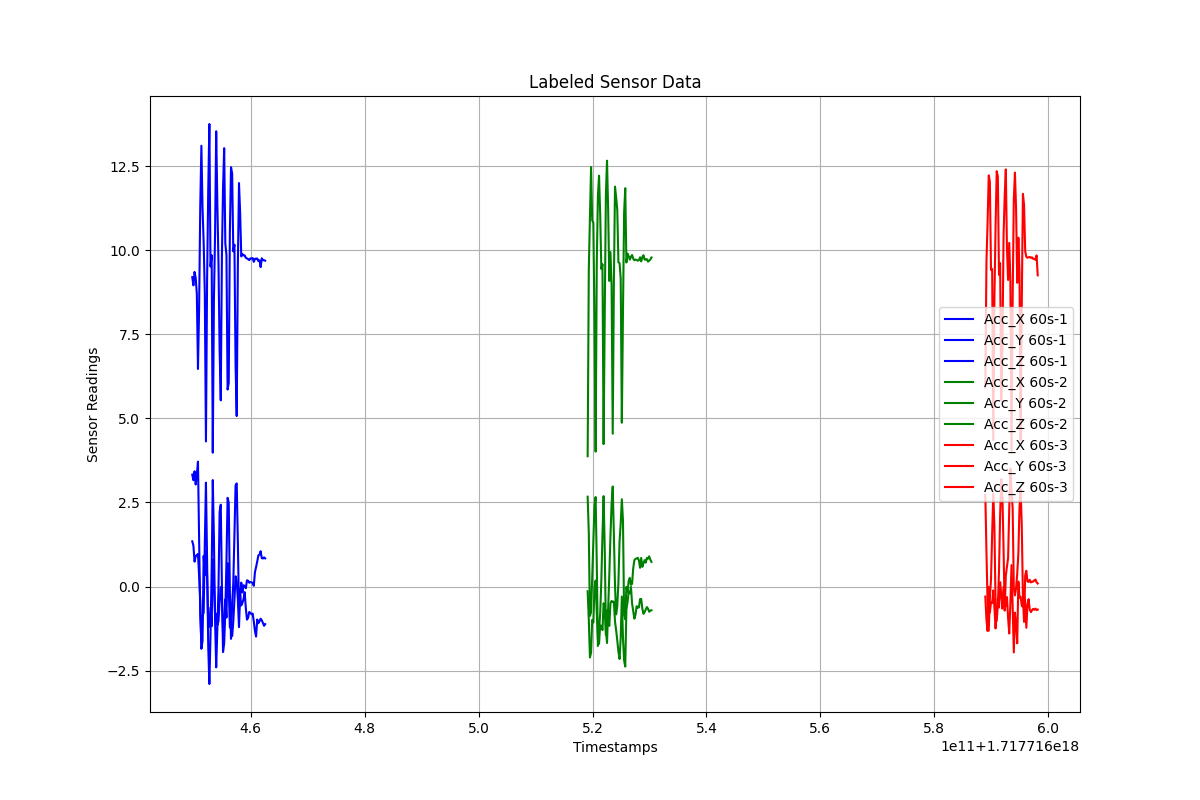 Labeled Sensor Data
12.5
10.0
7.5
5.0
2.5
0.0
−2.5
Sensor Readings
Acc_X 60s-1
Acc_Y 60s-1
Acc_Z 60s-1
Acc_X 60s-2
Acc_Y 60s-2
Acc_Z 60s-2
Acc_X 60s-3
Acc_Y 60s-3
Acc_Z 60s-3
4.6 4.8 5.0 5.2 5.4 5.6 5.8 6.0
Timestamps
1e11+1.717716e18